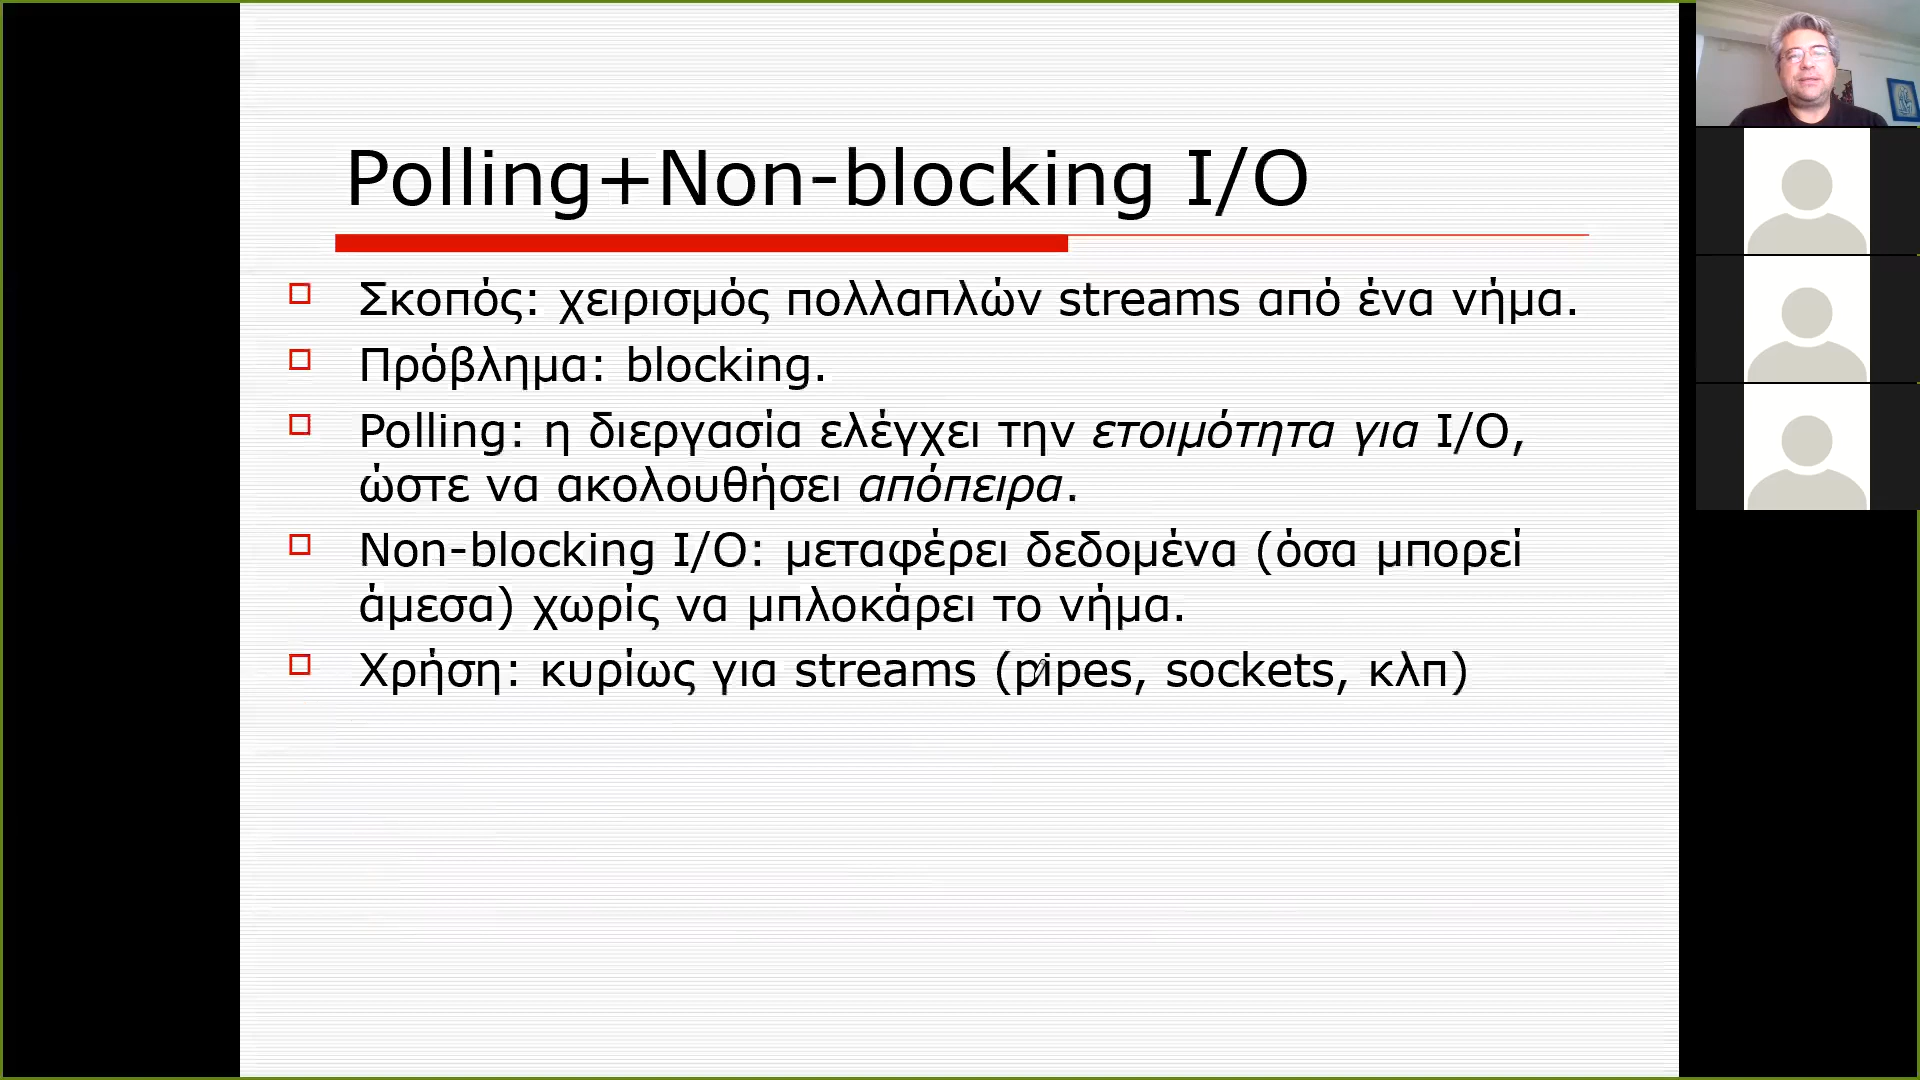 Polling+Non-blocking I/O
Σκοπός: χειρισμός πολλαπλών streams από ένα νήμα.
Πρόβλημα: blocking.
Polling: η διεργασία ελέγχει την ετοιμότητα για I/O,
ώστε να ακολουθήσει απόπειρα.
Non-blocking I/O: μεταφέρει δεδομένα (όσα μπορεί
άμεσα) χωρίς να μπλοκάρει το νήμα.
Χρήση: κυρίως για streams (pipes, sockets, κλπ)